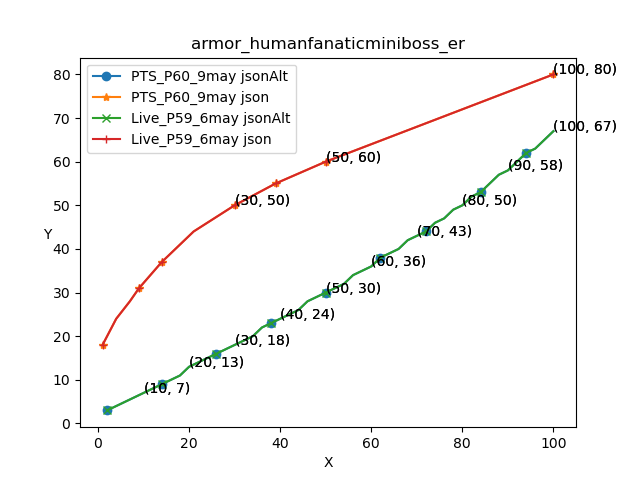 armor_humanfanaticminiboss_er
PTS_P60_9may jsonAlt
PTS_P60_9may json
Live_P59_6may jsonAlt
Live_P59_6may json
(100, 80)
(100, 67)
(50, 60)
(90, 58)
(30, 50)
(80, 50)
(70, 43)
(60, 36)
(50, 30)
(40, 24)
(30, 18)
(20, 13)
(10, 7)
Y
80
70
60
50
40
30
20
10
0
0 20 40 60 80 100
X